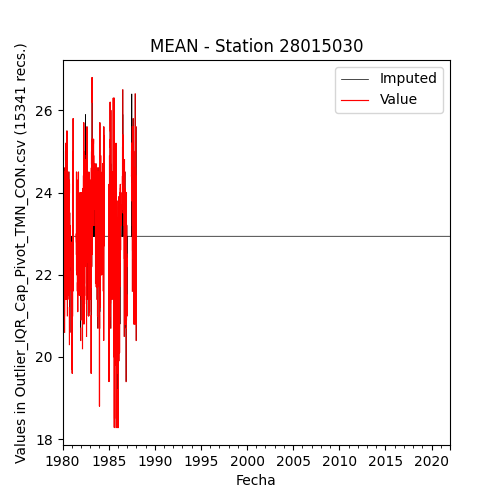 MEAN - Station 28015030
Imputed
Value
Values in Outlier_IQR_Cap_Pivot_TMN_CON.csv (15341 recs.)
26
24
22
20
18
1980 1985 1990 1995 2000 2005 2010 2015 2020
Fecha